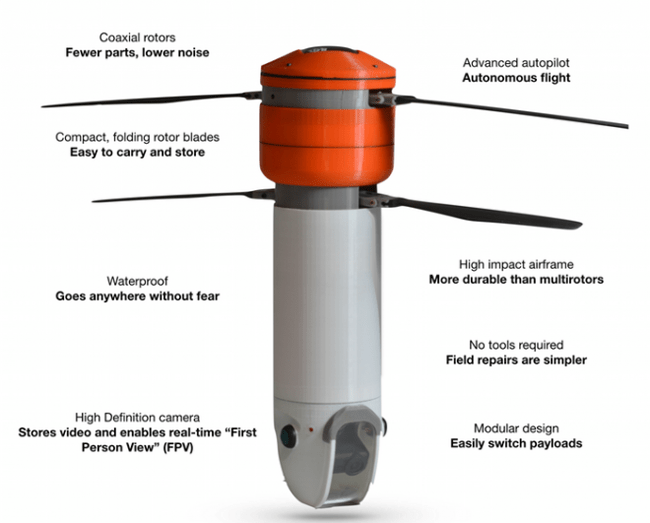 Coaxial rotors
Fewer parts, lower noise
Advanced autopilot
Autonomous flight
Compact, folding rotor blades
Easy to carry and store
High impact airframe
More durable than multirotors
Waterproof
Goes anywhere without fear
No tools required
Field repairs are simpler
High Definition camera
Stores video and enables real-time “First
Person View” (FPV)
Modular design
Easily switch payloads